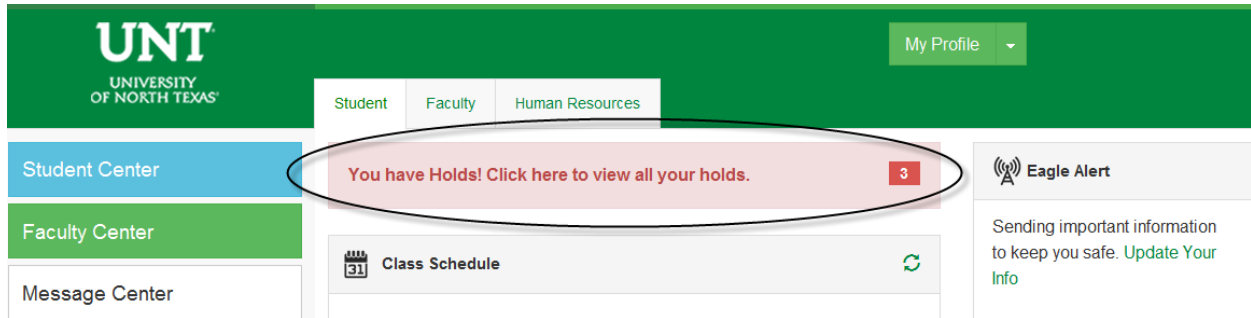 UNT
UNIVERSITY
OF NORTH TEXAS
My Profile
Student Faculty Human Resources
Student Center
Faculty Center
Message Center
You have Holds! Click here to view all your holds. 3
31 Class Schedule
Eagle Alert
Sending important information
to keep you safe. Update Your
Info